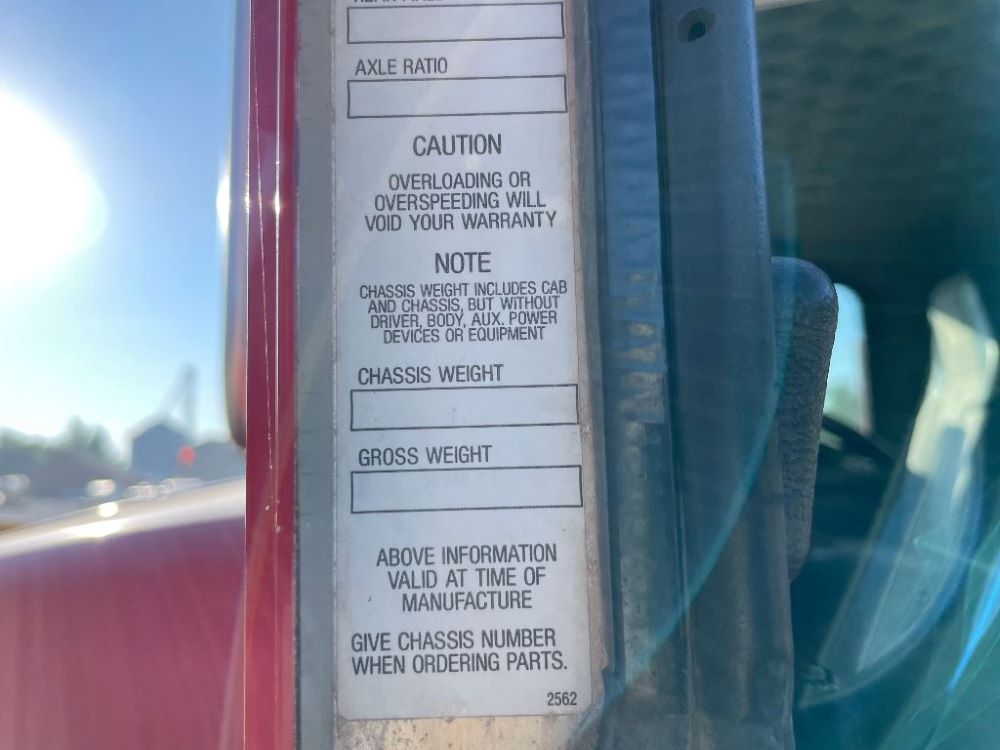 AXLE RATIO
CAUTION
OVERLOADING OR
OVERSPEEDING WILL
VOID YOUR WARRANTY
NOTE
CHASSIS WEIGHT INCLUDES CAB
AND CHASSIS, BUT WITHOUT
DRIVER, BODY, AUX. POWER
DEVICES OR EQUIPMENT
CHASSIS WEIGHT
GROSS WEIGHT
ABOVE INFORMATION
VALID AT TIME OF
MANUFACTURE
GIVE CHASSIS NUMBER
WHEN ORDERING PARTS.
2562